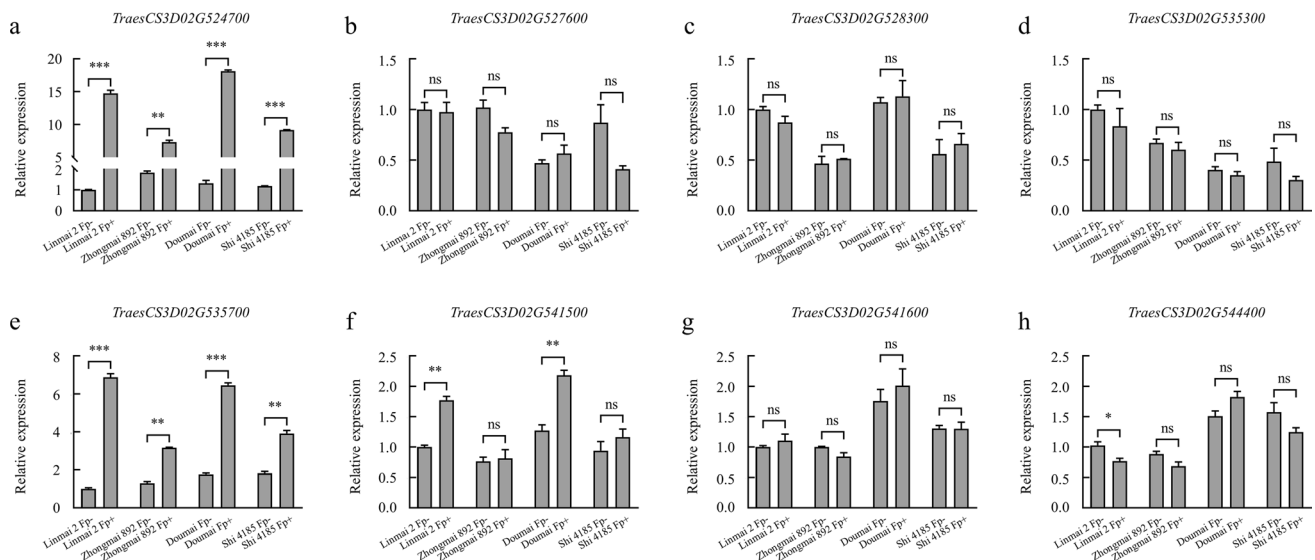 a
TraesCS3D02G524700
Relative expression
20
15
10
5
2
1
0
***
**
***
***
Linmai 2 Fp-
Linmai 2 Fp+
Zhongmai 892 Fp-
Zhongmai 892 Fp+
Doumai Fp-
Doumai Fp+
Shi 4185 Fp-
Shi 4185 Fp+
b
TraesCS3D02G527600
Relative expression
1.5
1.0
0.5
0.0
ns
ns
ns
ns
Linmai 2 Fp-
Linmai 2 Fp+
Zhongmai 892 Fp-
Zhongmai 892 Fp+
Doumai Fp-
Doumai Fp+
Shi 4185 Fp-
Shi 4185 Fp+
c
TraesCS3D02G528300
Relative expression
1.5
1.0
0.5
0.0
ns
ns
ns
ns
Linmai 2 Fp-
Linmai 2 Fp+
Zhongmai 892 Fp-
Zhongmai 892 Fp+
Doumai Fp-
Doumai Fp+
Shi 4185 Fp-
Shi 4185 Fp+
d
TraesCS3D02G535300
Relative expression
1.5
1.0
0.5
0.0
ns
ns
ns
ns
Linmai 2 Fp-
Linmai 2 Fp+
Zhongmai 892 Fp-
Zhongmai 892 Fp+
Doumai Fp-
Doumai Fp+
Shi 4185 Fp-
Shi 4185 Fp+
e
TraesCS3D02G535700
Relative expression
8
6
4
2
0
***
**
***
**
Linmai 2 Fp-
Linmai 2 Fp+
Zhongmai 892 Fp-
Zhongmai 892 Fp+
Doumai Fp-
Doumai Fp+
Shi 4185 Fp-
Shi 4185 Fp+
f
TraesCS3D02G541500
Relative expression
2.5
2.0
1.5
1.0
0.5
0.0
**
ns
**
ns
Linmai 2 Fp-
Linmai 2 Fp+
Zhongmai 892 Fp-
Zhongmai 892 Fp+
Doumai Fp-
Doumai Fp+
Shi 4185 Fp-
Shi 4185 Fp+
g
TraesCS3D02G541600
Relative expression
2.5
2.0
1.5
1.0
0.5
0.0
ns
ns
ns
ns
Linmai 2 Fp-
Linmai 2 Fp+
Zhongmai 892 Fp-
Zhongmai 892 Fp+
Doumai Fp-
Doumai Fp+
Shi 4185 Fp-
Shi 4185 Fp+
h
TraesCS3D02G544400
Relative expression
2.5
2.0
1.5
1.0
0.5
0.0
*
ns
ns
ns
Linmai 2 Fp-
Linmai 2 Fp+
Zhongmai 892 Fp-
Zhongmai 892 Fp+
Doumai Fp-
Doumai Fp+
Shi 4185 Fp-
Shi 4185 Fp+